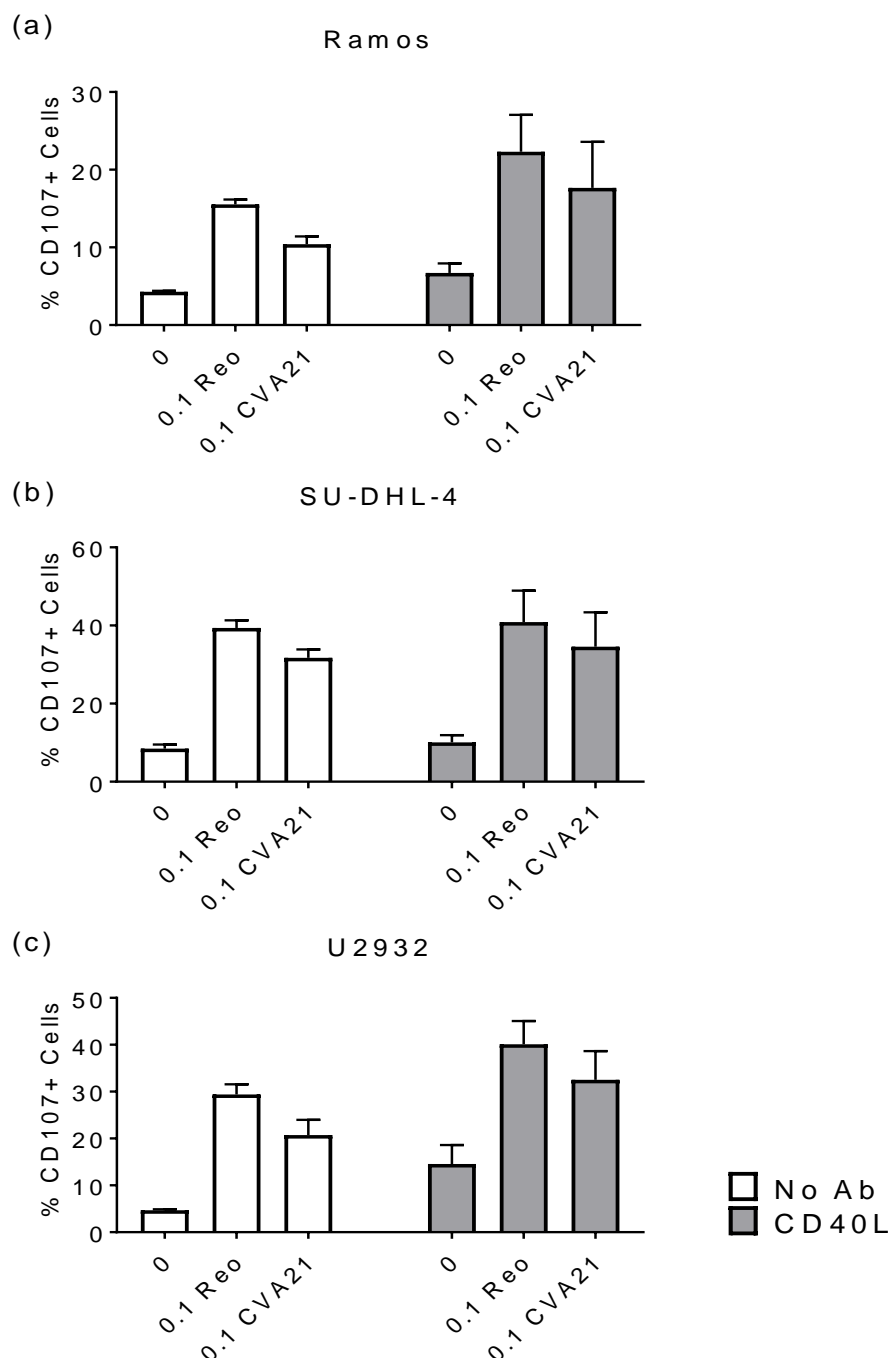 (a)
Ramos
% CD107+ Cells
30
20
10
0
0
0.1 Reo
0.1 CVA21
0
0.1 Reo
0.1 CVA21
(b)
SU-DHL-4
% CD107+ Cells
60
40
20
0
0
0.1 Reo
0.1 CVA21
0
0.1 Reo
0.1 CVA21
(c)
U2932
% CD107+ Cells
50
40
30
20
10
0
0
0.1 Reo
0.1 CVA21
0
0.1 Reo
0.1 CVA21
No Ab
CD40L